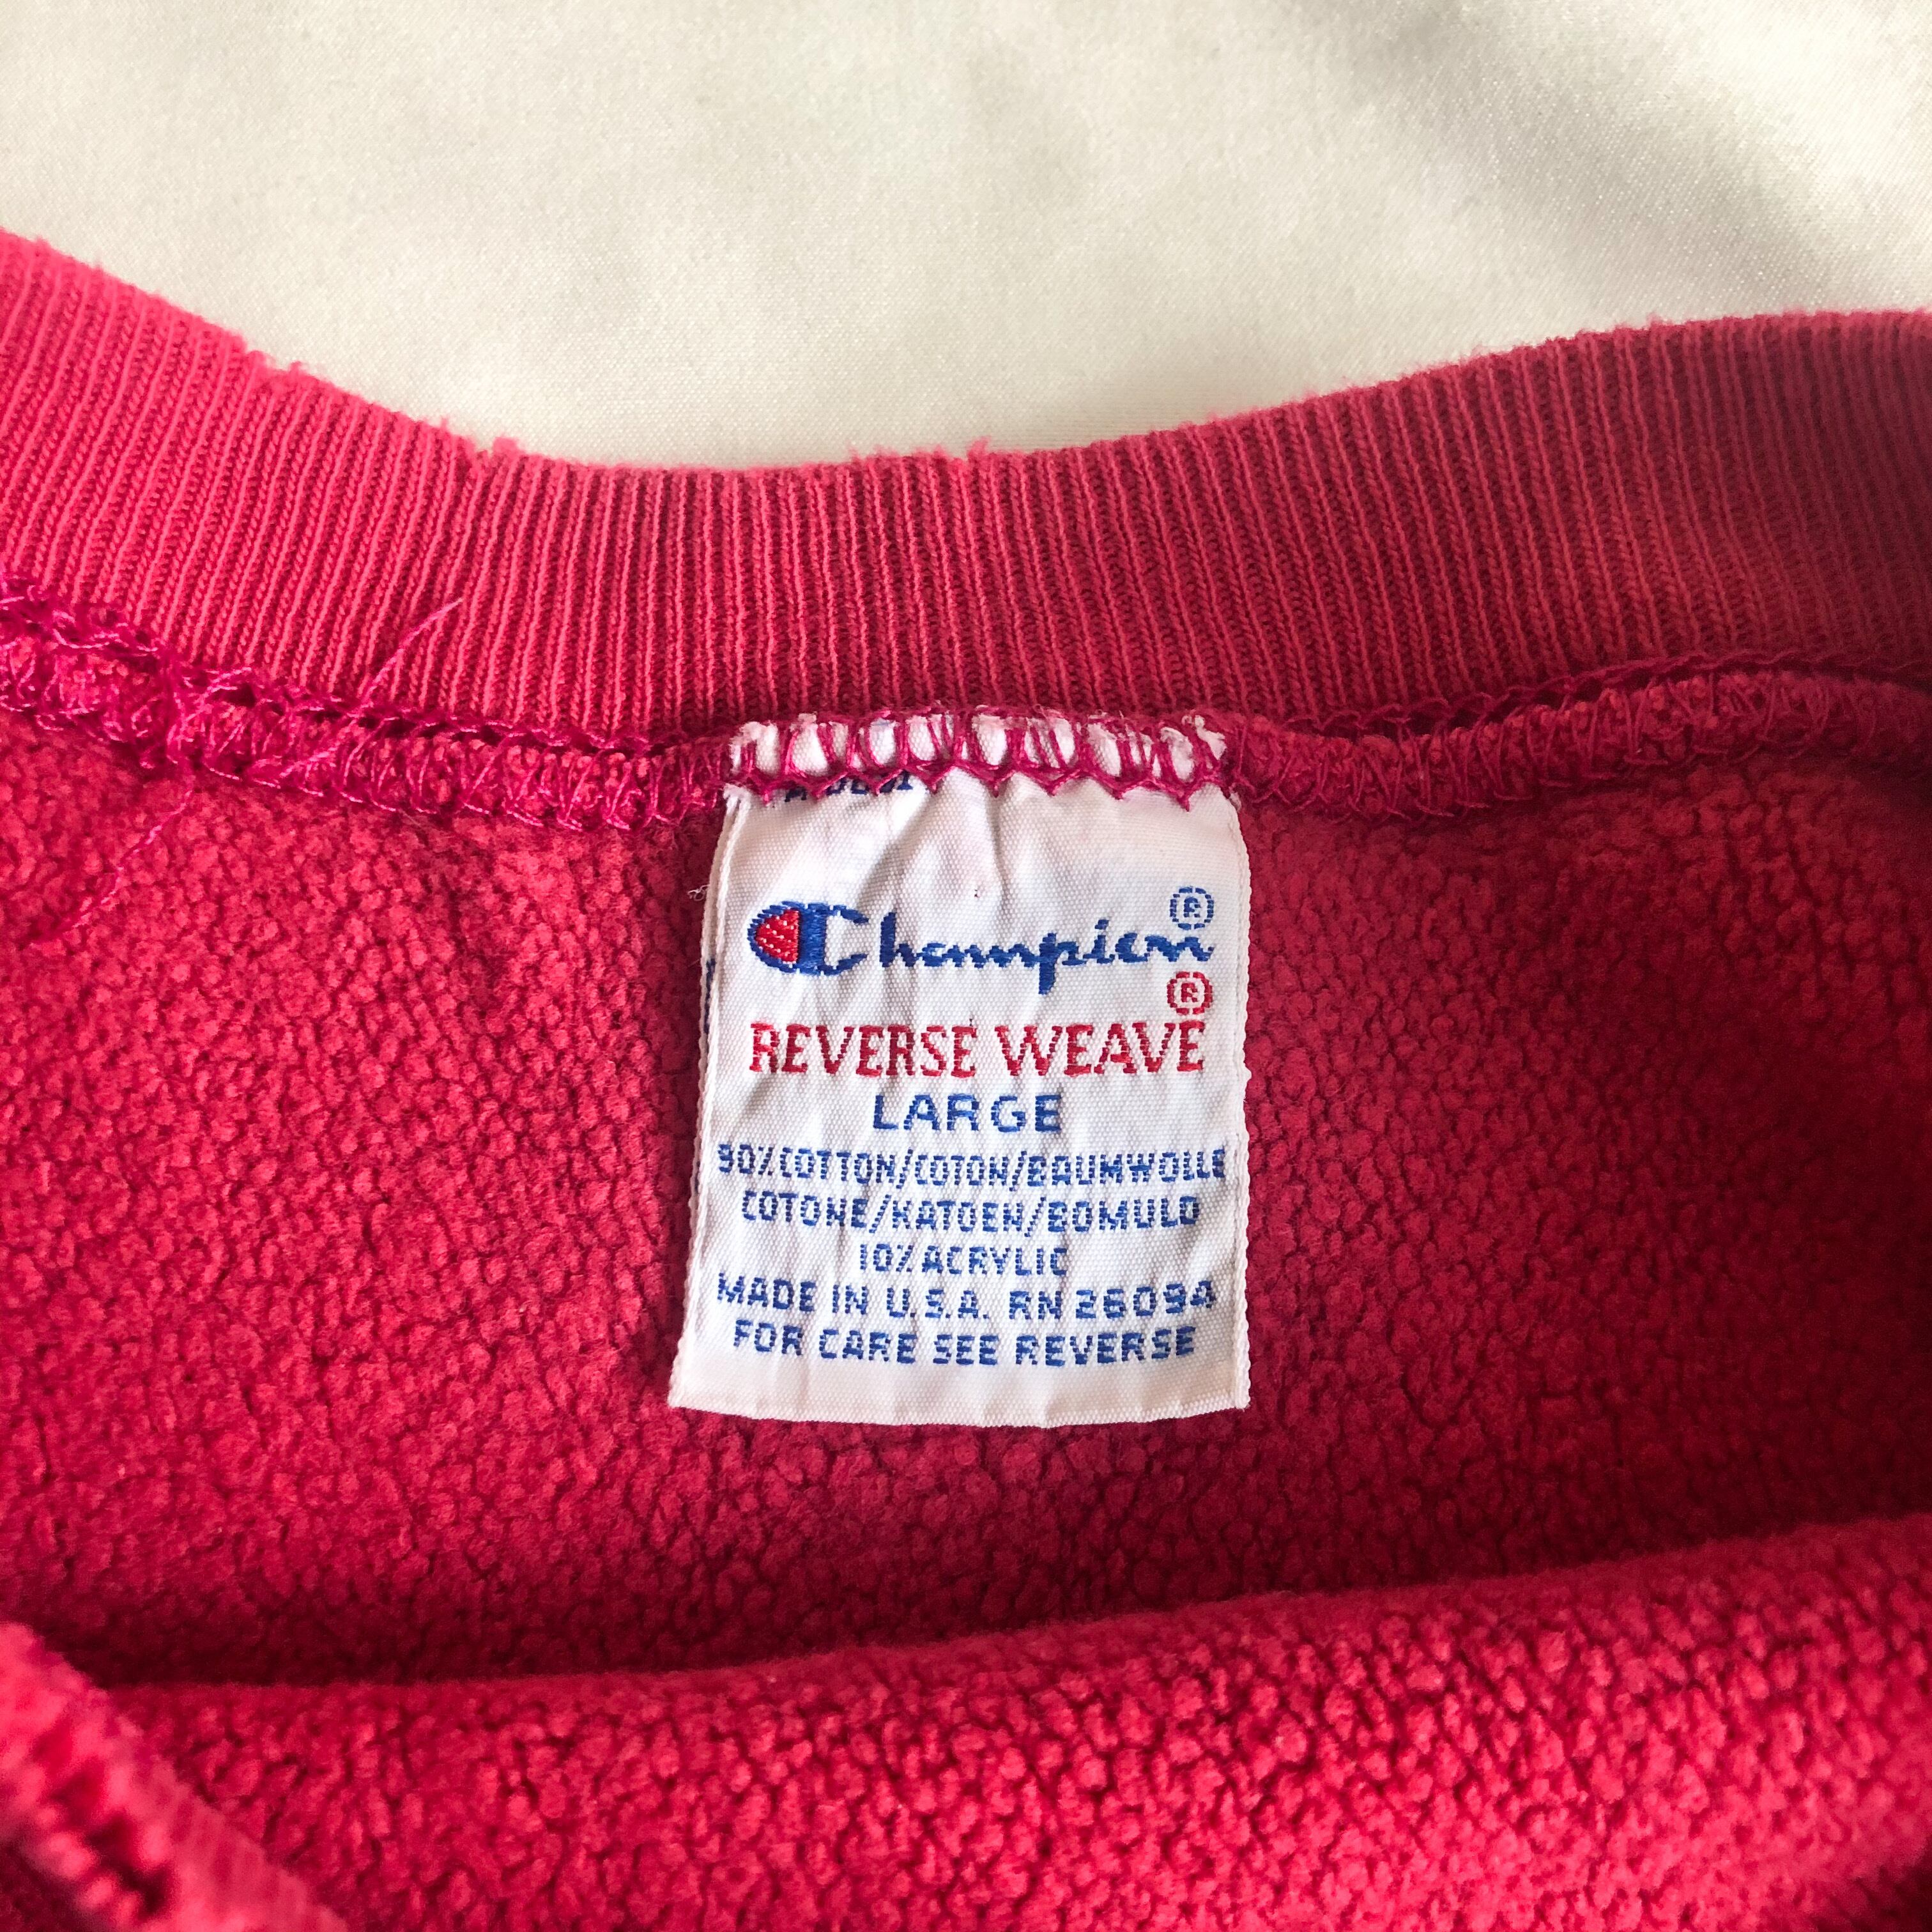 Champion®
REVERSE WEAVE®
LARGE
90% COTTON/COTON/BAUMWOLLE
COTONE/KATOEN/BOMULD
10% ACRYLIC
MADE IN U.S.A. RN 26094
FOR CARE SEE REVERSE